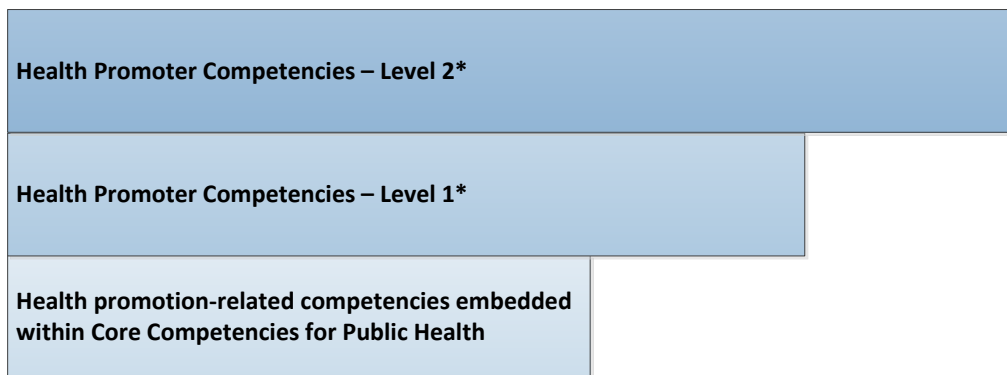 Health Promoter Competencies – Level 2*
Health Promoter Competencies – Level 1*
Health promotion-related competencies embedded
within Core Competencies for Public Health